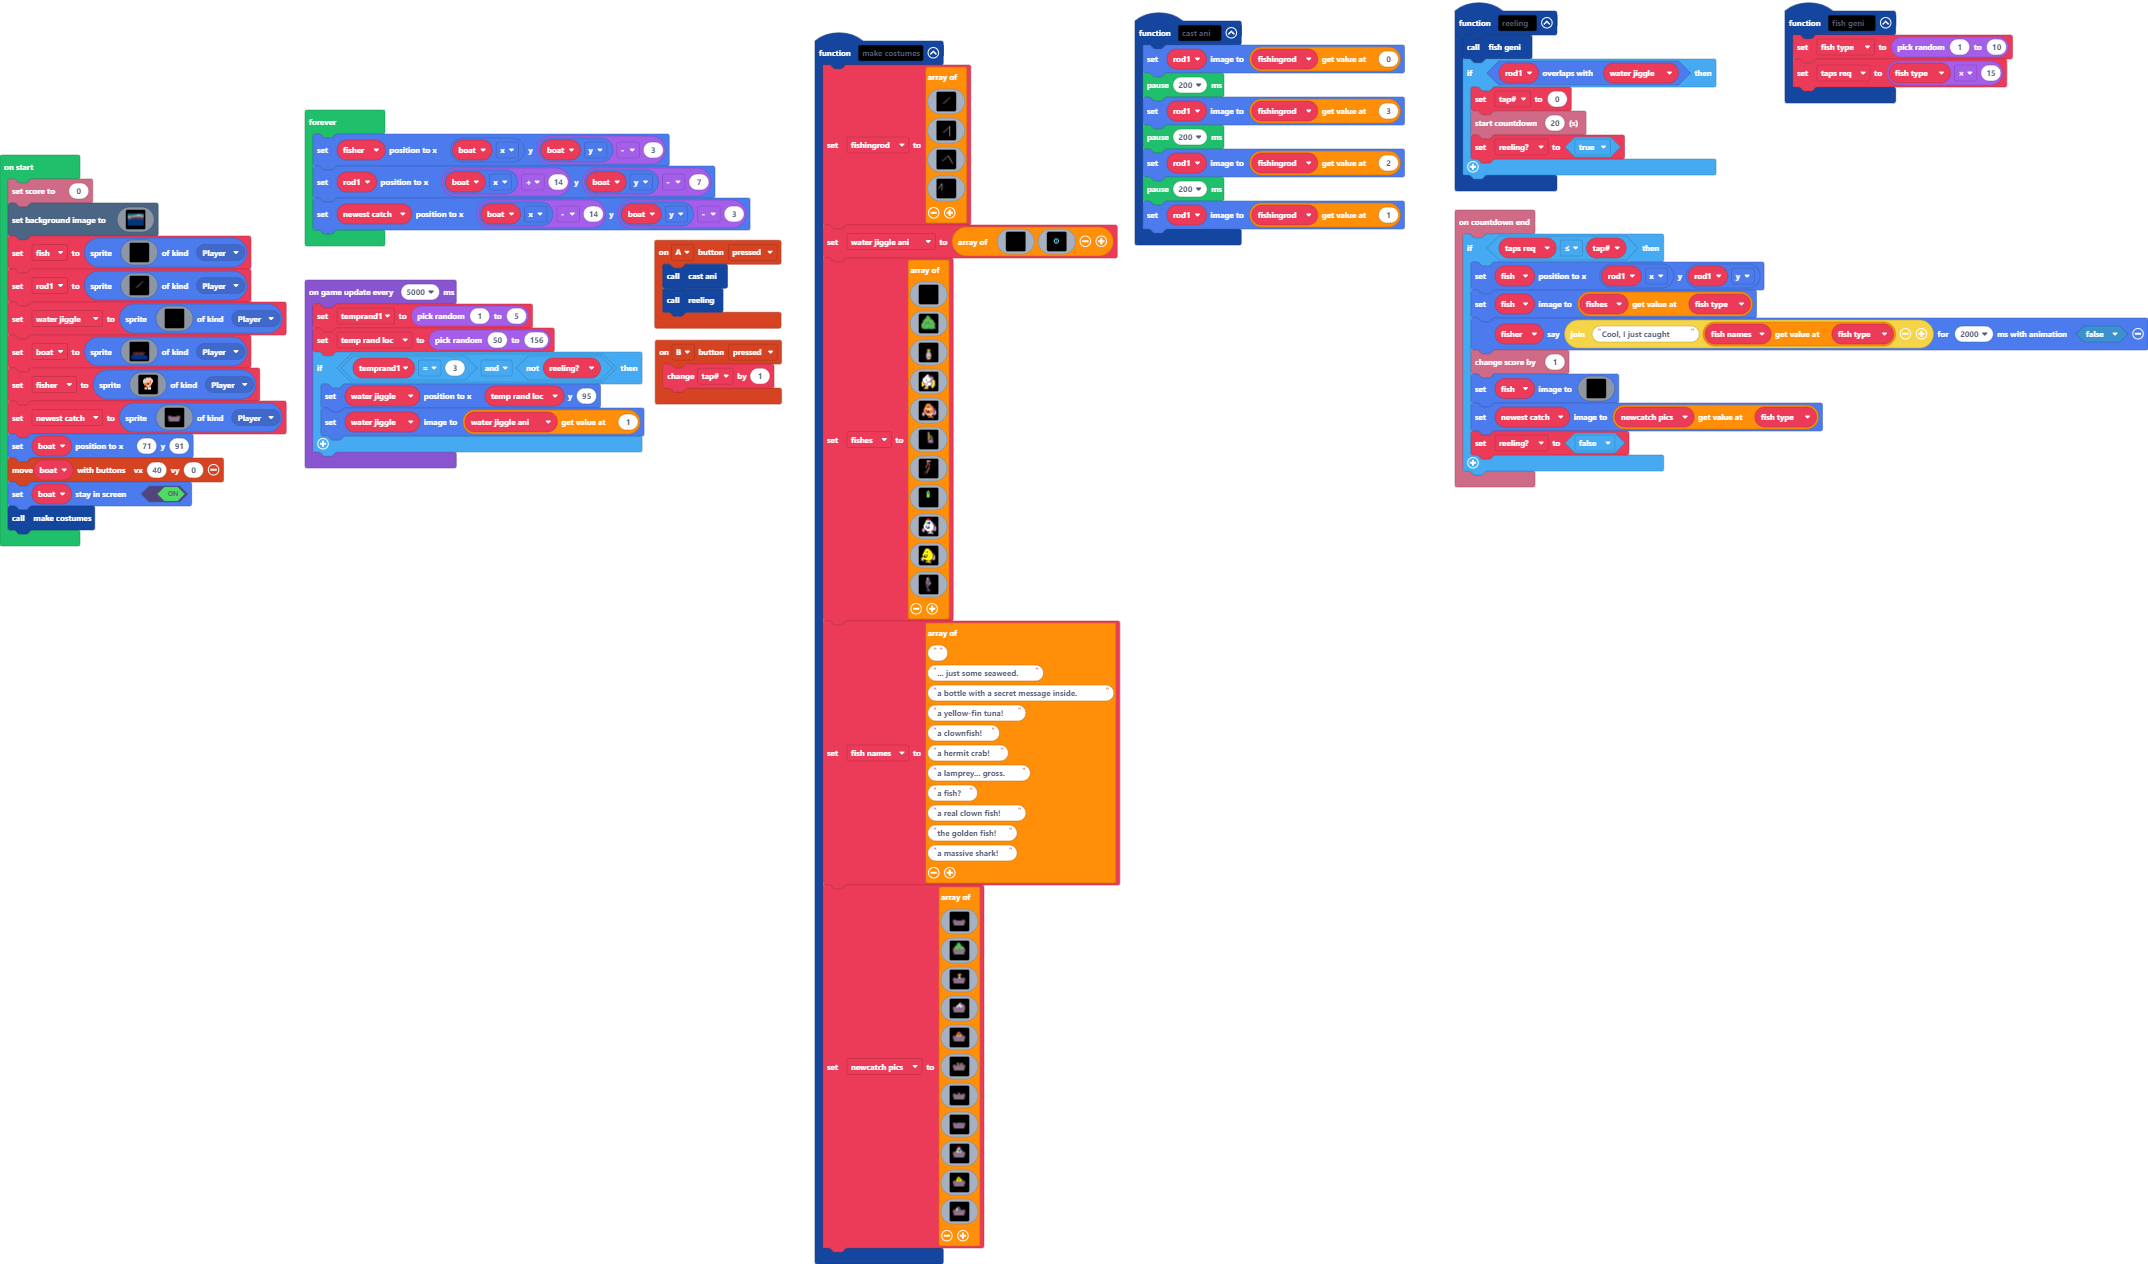 on start
set score to 0
set background image to
set fish to sprite of kind Player
set rod1 to sprite of kind Player
set water jiggle to sprite of kind Player
set boat to sprite of kind Player
set fisher to sprite of kind Player
set newest catch to sprite of kind Player
set boat position to x 71 y 91
move boat with buttons vx 40 vy 0
set boat stay in screen ON
call make costumes
forever
set fisher position to x boat x y boat y - 3
set rod1 position to x boat x + 14 y boat y - 7
set newest catch position to x boat x - 14 y boat y - 3
on game update every 5000 ms
set temprand1 to pick random 1 to 5
set temp rand loc to pick random 50 to 156
if temprand1 = 3 and not reeling? then
set water jiggle position to x temp rand loc y 95
set water jiggle image to water jiggle ani get value at 1
on A button pressed
call cast ani
call reeling
on B button pressed
change tap# by 1
function make costumes
set fishingrod to array of
set water jiggle ani to array of
set fishes to array of
set fish names to array of
" "
"... just some seaweed. "
"a bottle with a secret message inside. "
"a yellow-fin tuna! "
"a clownfish! "
"a hermit crab! "
"a lamprey... gross. "
"a fish? "
"a real clown fish! "
"the golden fish! "
"a massive shark! "
set newcatch pics to array of
function cast ani
set rod1 image to fishingrod get value at 0
pause 200 ms
set rod1 image to fishingrod get value at 3
pause 200 ms
set rod1 image to fishingrod get value at 2
pause 200 ms
set rod1 image to fishingrod get value at 1
function reeling
call fish geni
if rod1 overlaps with water jiggle then
set tap# to 0
start countdown 20 (s)
set reeling? to true
on countdown end
if taps req ≤ tap# then
set fish position to x rod1 x y rod1 y
set fish image to fishes get value at fish type
fisher say join "Cool, I just caught " fish names get value at fish type for 2000 ms with animation false
change score by 1
set fish image to
set newest catch image to newcatch pics get value at fish type
set reeling? to false
function fish geni
set fish type to pick random 1 to 10
set taps req to fish type × 15